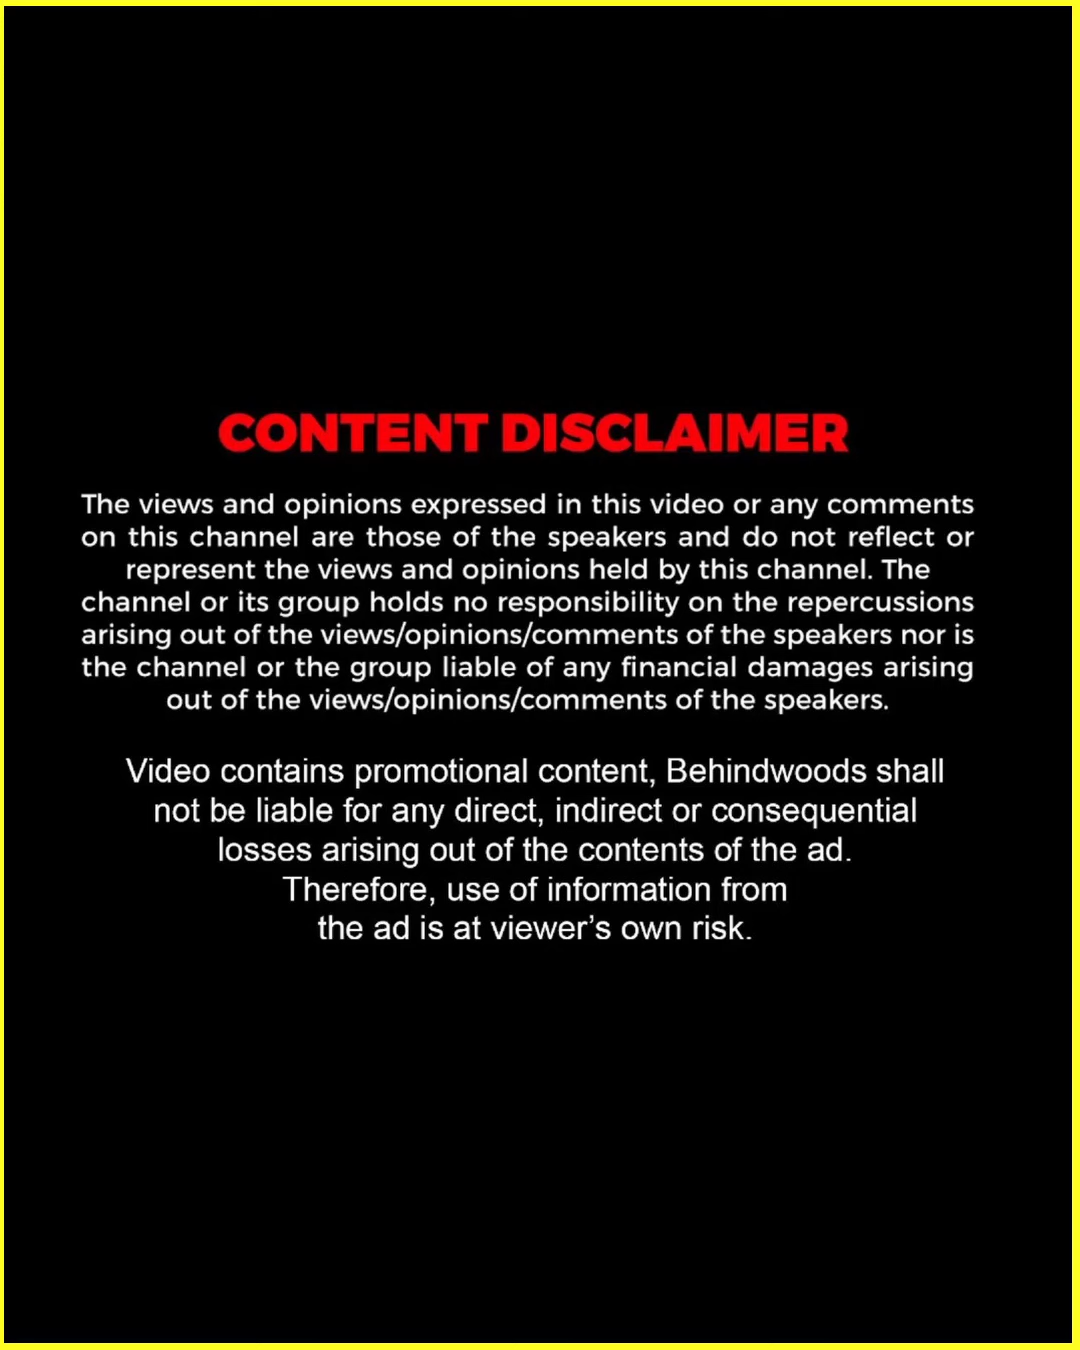 CONTENT DISCLAIMER
The views and opinions expressed in this video or any comments
on this channel are those of the speakers and do not reflect or
represent the views and opinions held by this channel. The
channel or its group holds no responsibility on the repercussions
arising out of the views/opinions/comments of the speakers nor is
the channel or the group liable of any financial damages arising
out of the views/opinions/comments of the speakers.
Video contains promotional content, Behindwoods shall
not be liable for any direct, indirect or consequential
losses arising out of the contents of the ad.
Therefore, use of information from
the ad is at viewer’s own risk.